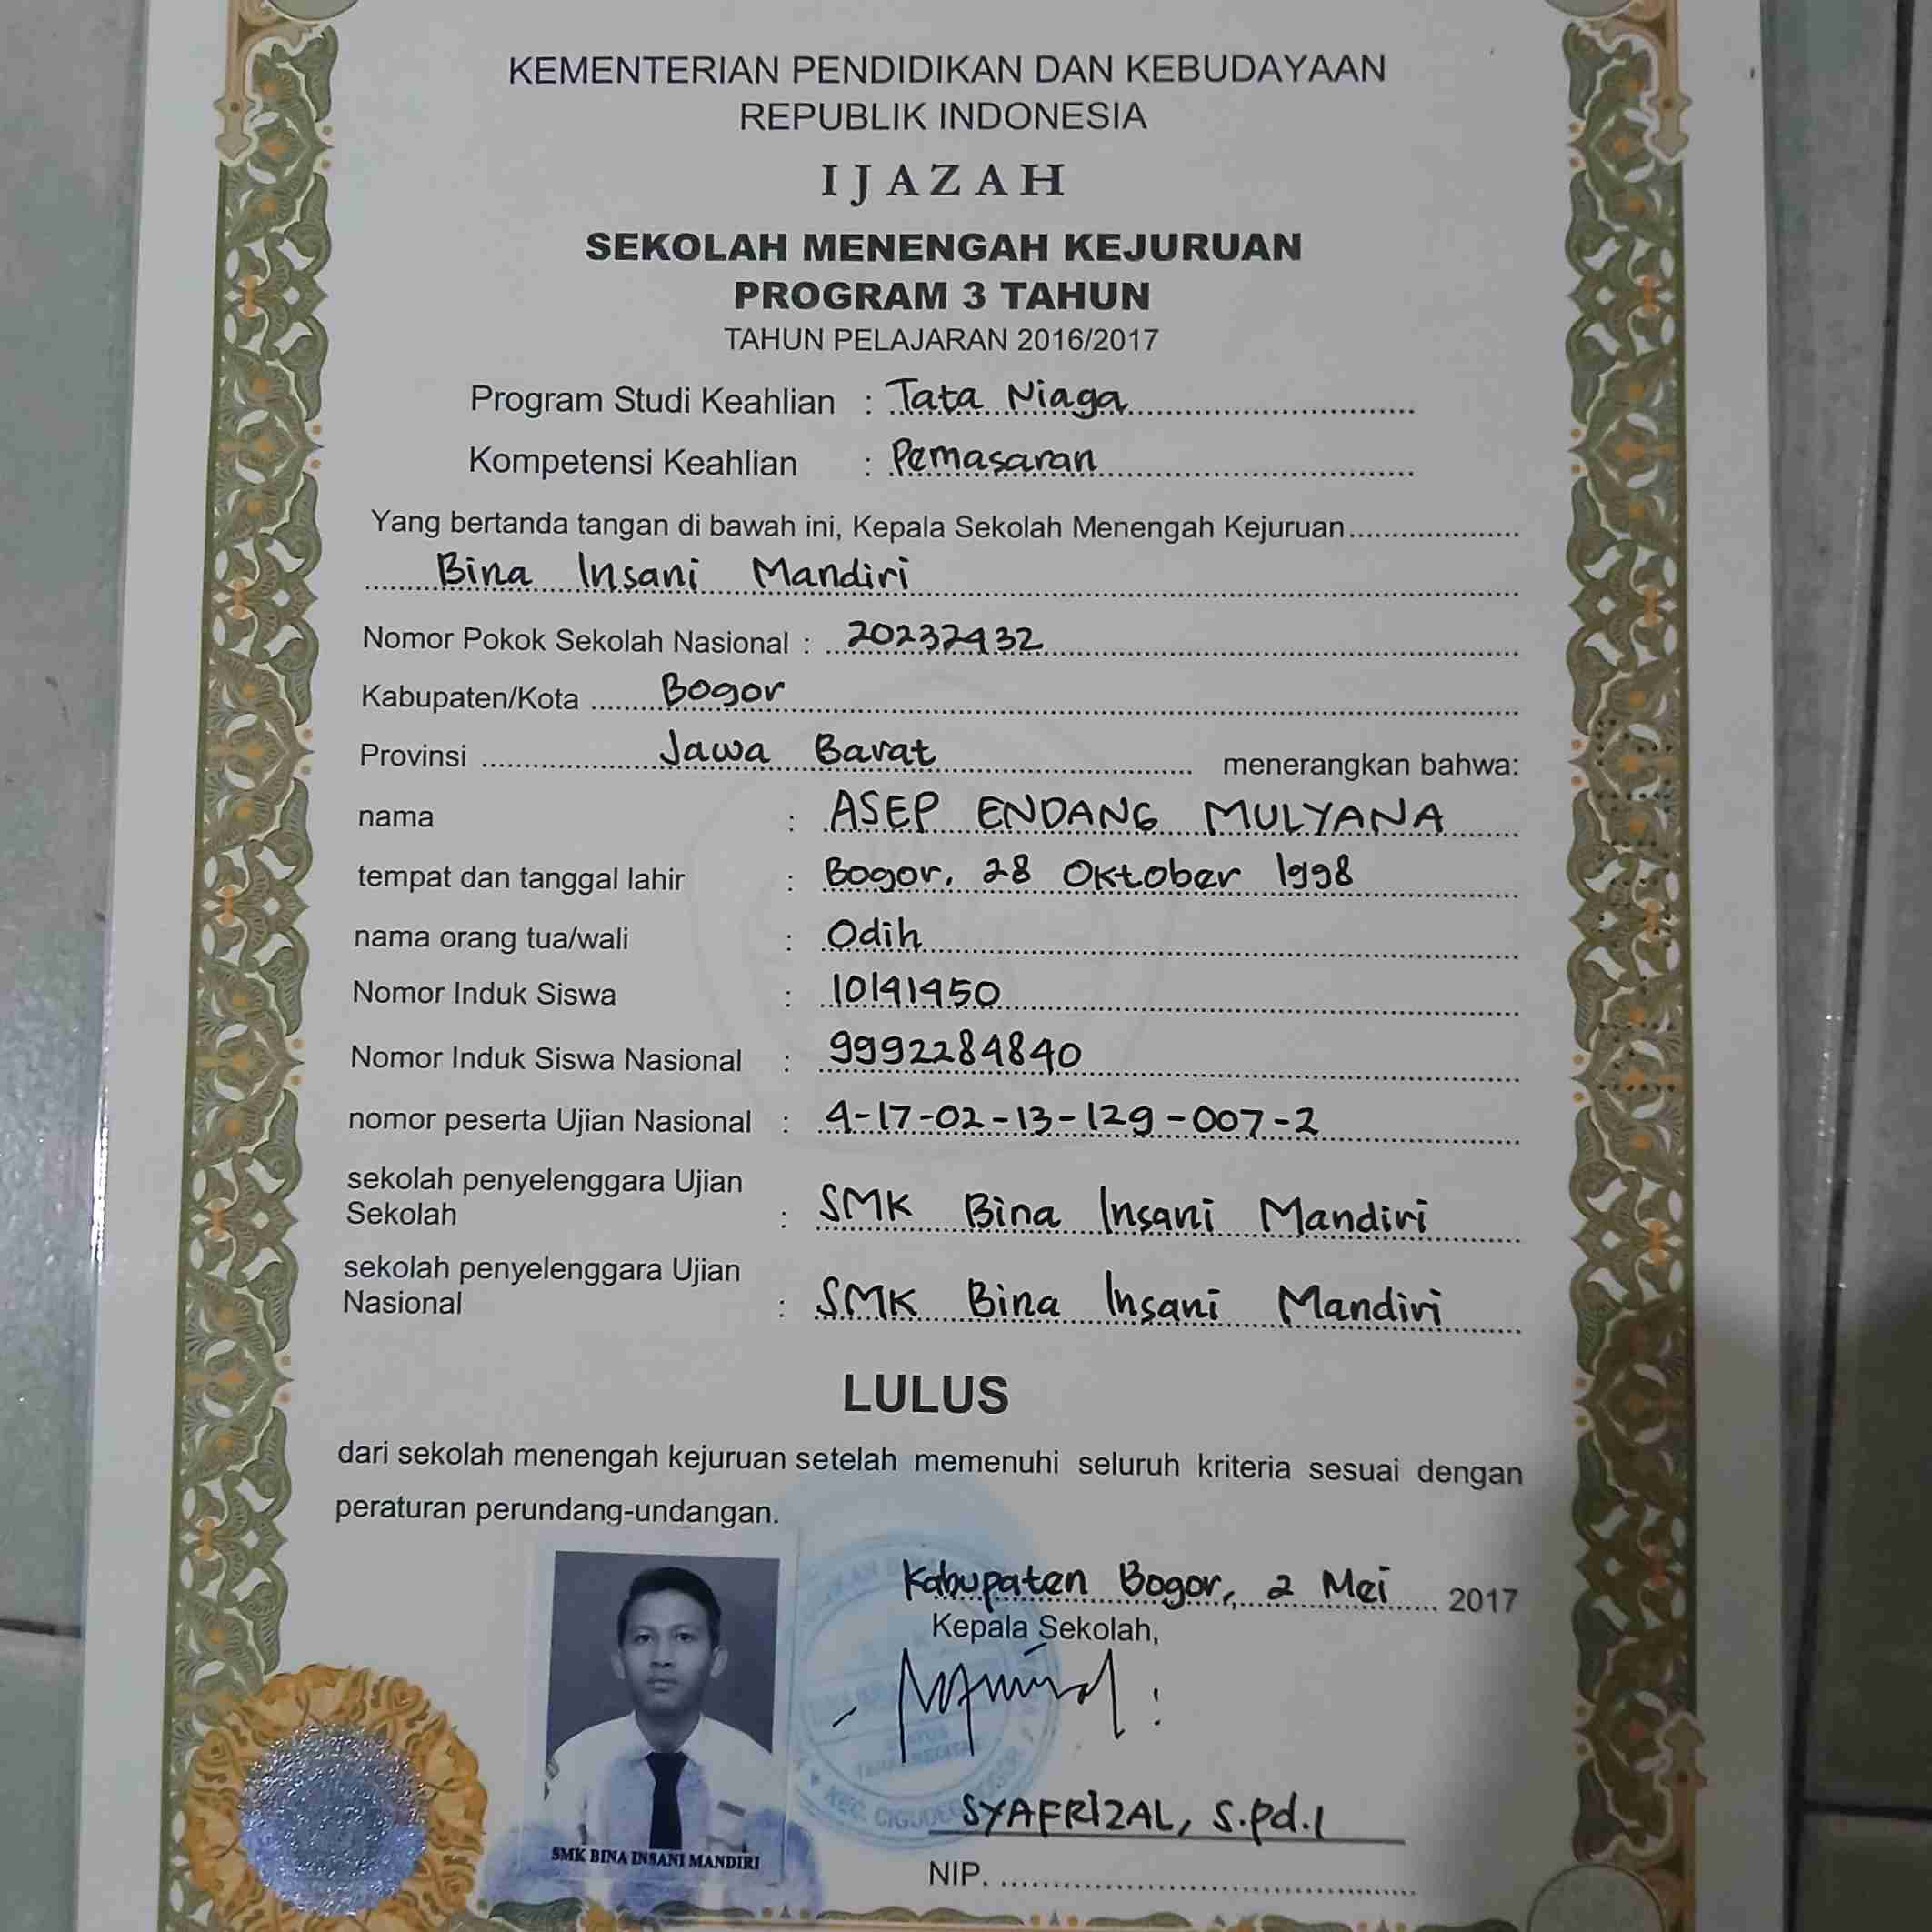 KEMENTERIAN PENDIDIKAN DAN KEBUDAYAAN
REPUBLIK INDONESIA
IJAZAH
SEKOLAH MENENGAH KEJURUAN
PROGRAM 3 TAHUN
TAHUN PELAJARAN 2016/2017
Program Studi Keahlian : Tata Niaga
Kompetensi Keahlian : Pemasaran
Yang bertanda tangan di bawah ini, Kepala Sekolah Menengah Kejuruan
Bina Insani Mandiri
Nomor Pokok Sekolah Nasional : 20232432
Kabupaten/Kota Bogor
Provinsi Jawa Barat menerangkan bahwa:
nama : ASEP ENDANG MULYANA
tempat dan tanggal lahir : Bogor, 28 Oktober 1998
nama orang tua/wali : Odih
Nomor Induk Siswa : 10141450
Nomor Induk Siswa Nasional : 9992284840
nomor peserta Ujian Nasional : 4-17-02-13-129-007-2
sekolah penyelenggara Ujian
Sekolah : SMK Bina Insani Mandiri
sekolah penyelenggara Ujian
Nasional : SMK Bina Insani Mandiri
LULUS
dari sekolah menengah kejuruan setelah memenuhi seluruh kriteria sesuai dengan
peraturan perundang-undangan.
Kabupaten Bogor, 2 Mei 2017
Kepala Sekolah,
SYAFRIZAL, S.Pd.I
NIP.
SMK BINA INSANI MANDIRI